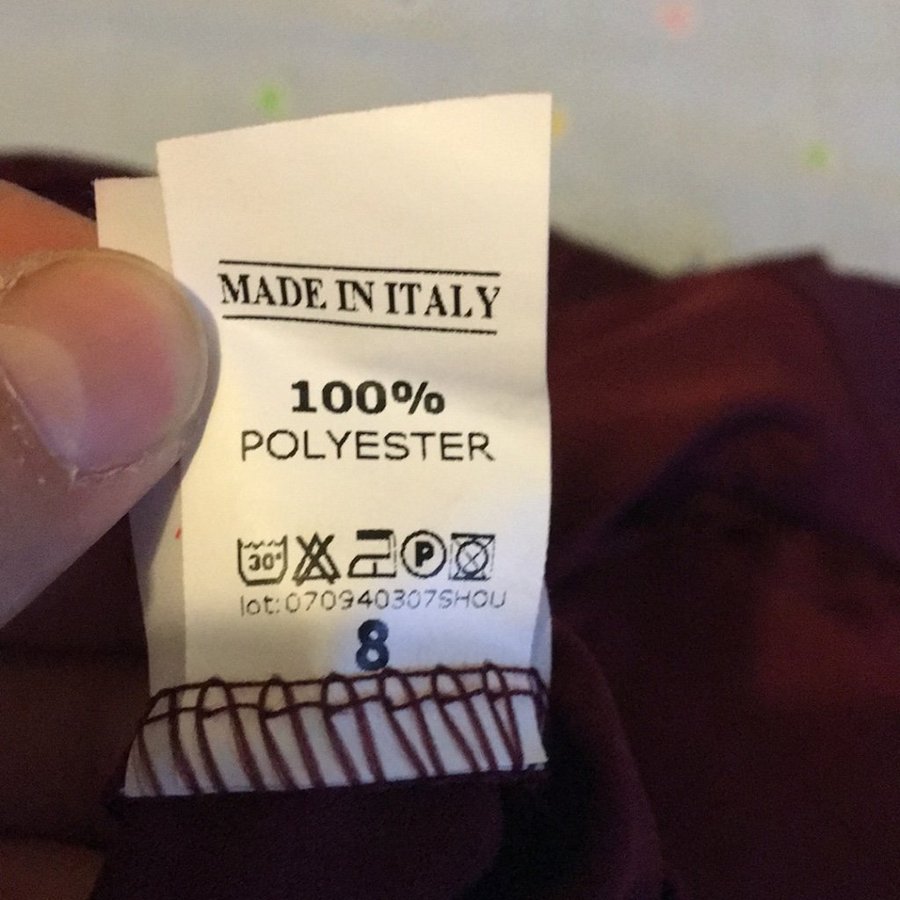 MADE IN ITALY
100%
POLYESTER
30° P
lot:070940307SHOU
8